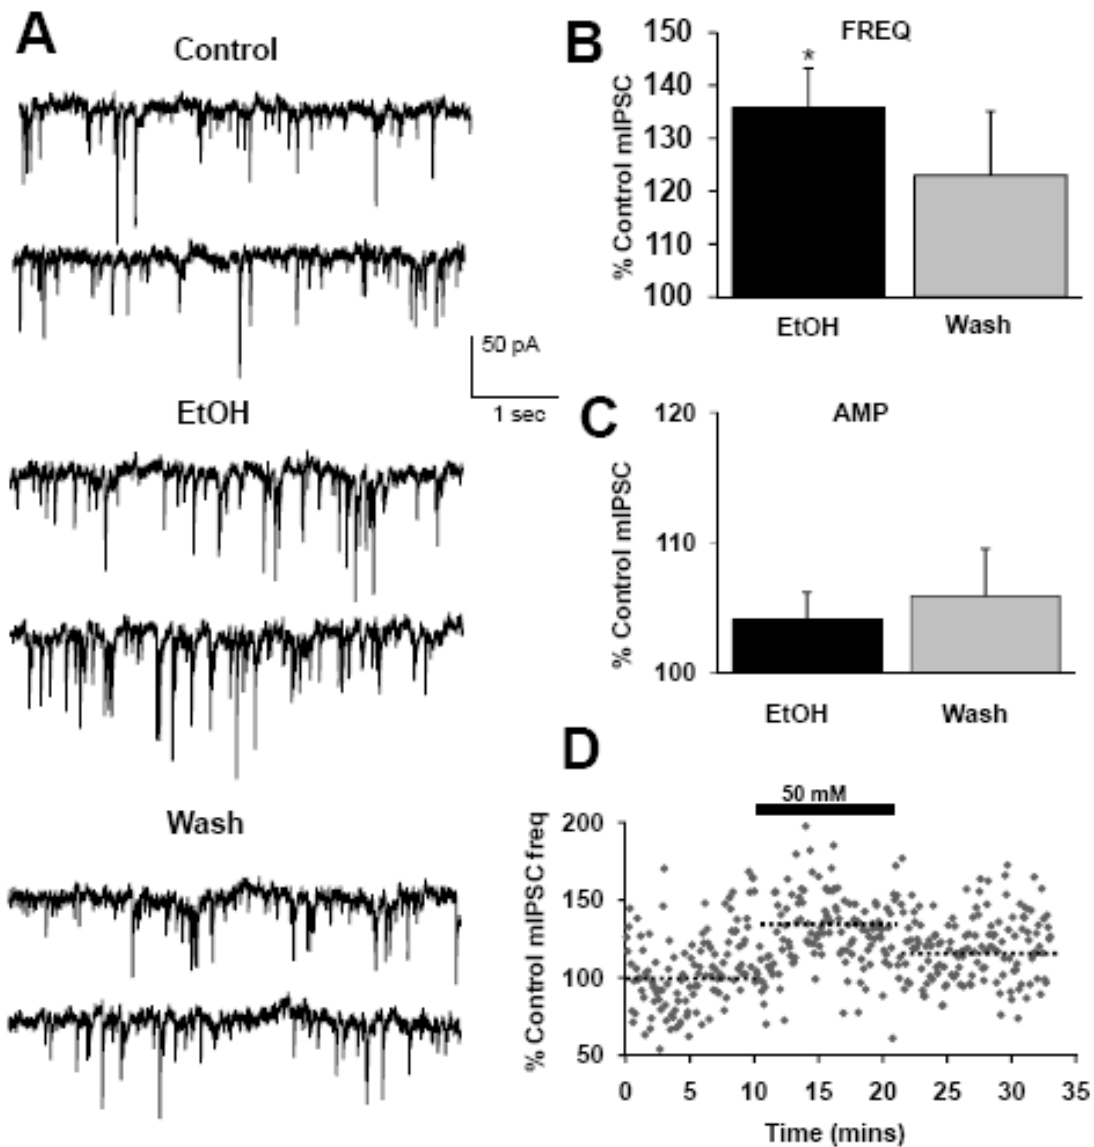 A
Control
50 pA
1 sec
EtOH
Wash
B
FREQ
*
% Control mIPSC
150
140
130
120
110
100
EtOH
Wash
C
AMP
% Control mIPSC
120
110
100
EtOH
Wash
D
50 mM
% Control mIPSC freq
200
150
100
50
0 5 10 15 20 25 30 35
Time (mins)